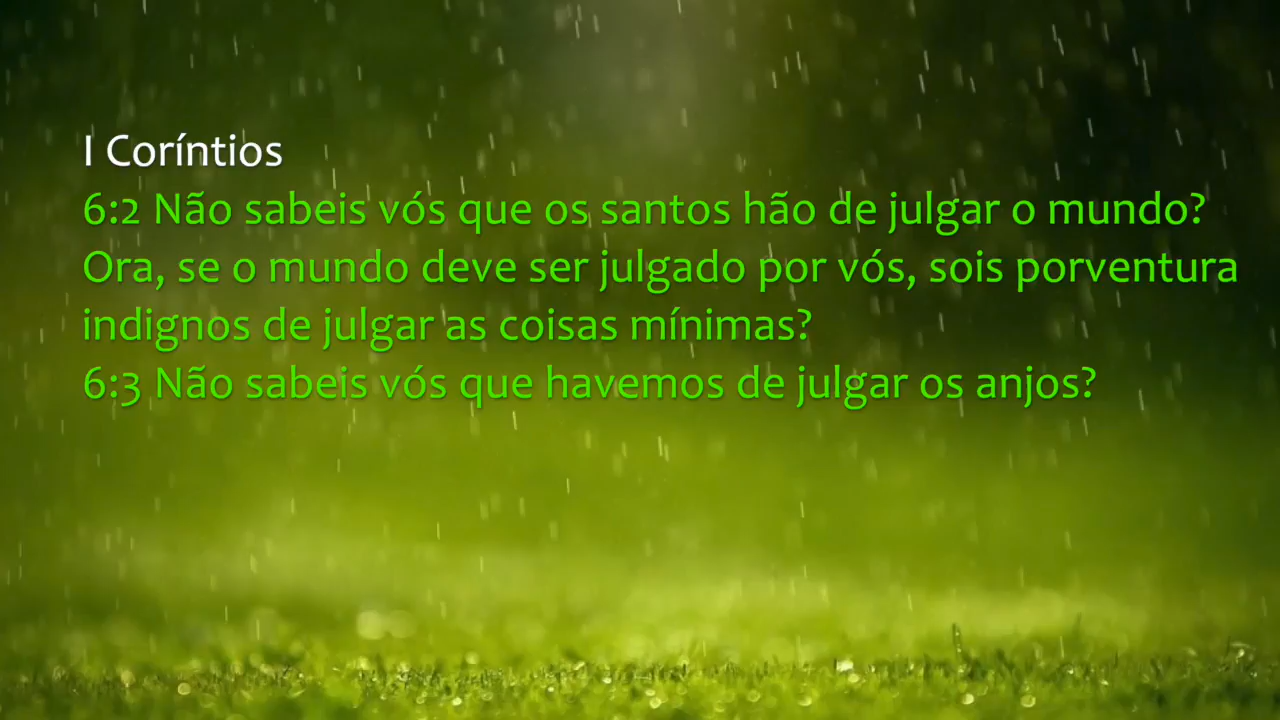 I Coríntios
6:2 Não sabeis vós que os santos hão de julgar o mundo?
Ora, se o mundo deve ser julgado por vós, sois porventura
indignos de julgar as coisas mínimas?
6:3 Não sabeis vós que havemos de julgar os anjos?